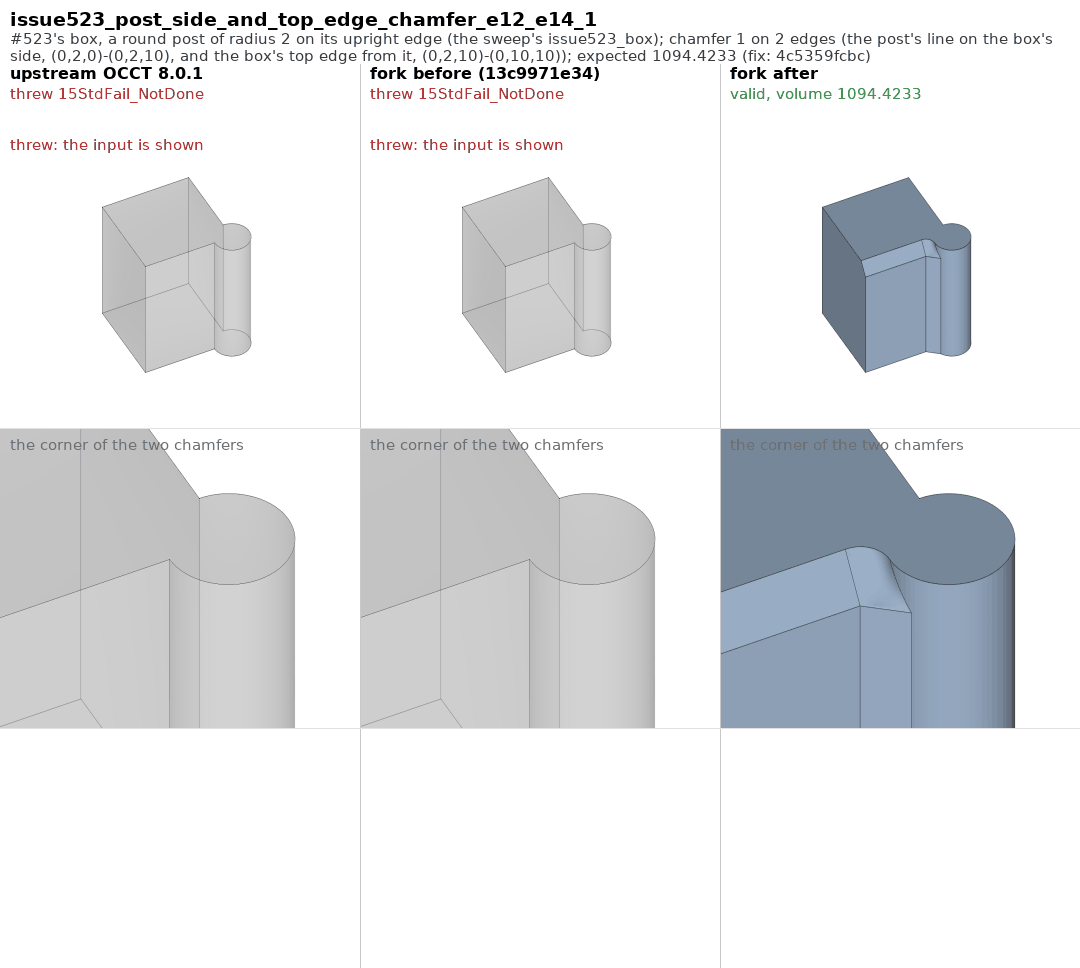 issue523_post_side_and_top_edge_chamfer_e12_e14_1
#523's box, a round post of radius 2 on its upright edge (the sweep's issue523_box); chamfer 1 on 2 edges (the post's line on the box's
side, (0,2,0)-(0,2,10), and the box's top edge from it, (0,2,10)-(0,10,10)); expected 1094.4233 (fix: 4c5359fcbc)
upstream OCCT 8.0.1
threw 15StdFail_NotDone
threw: the input is shown
fork before (13c9971e34)
threw 15StdFail_NotDone
threw: the input is shown
fork after
valid, volume 1094.4233
the corner of the two chamfers
the corner of the two chamfers
the corner of the two chamfers